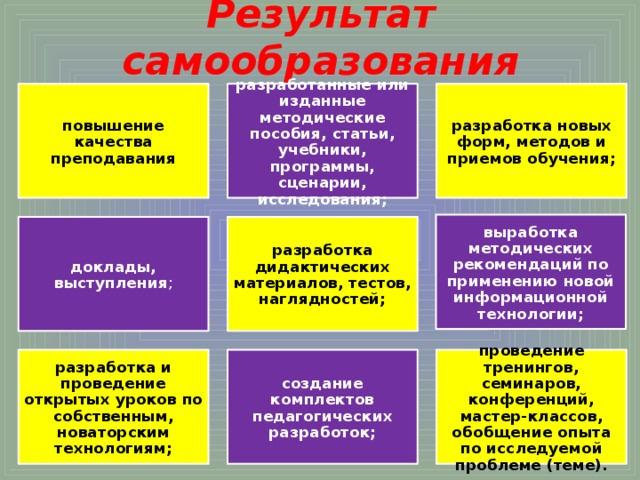 Результат
самообразования
повышение
качества
преподавания
разработанные или
изданные
методические
пособия, статьи,
учебники,
программы,
сценарии,
исследования;
разработка новых
форм, методов и
приемов обучения;
доклады,
выступления;
разработка
дидактических
материалов, тестов,
наглядностей;
выработка
методических
рекомендаций по
применению новой
информационной
технологии;
разработка и
проведение
открытых уроков по
собственным,
новаторским
технологиям;
создание
комплектов
педагогических
разработок;
проведение
тренингов,
семинаров,
конференций,
мастер-классов,
обобщение опыта
по исследуемой
проблеме (теме).